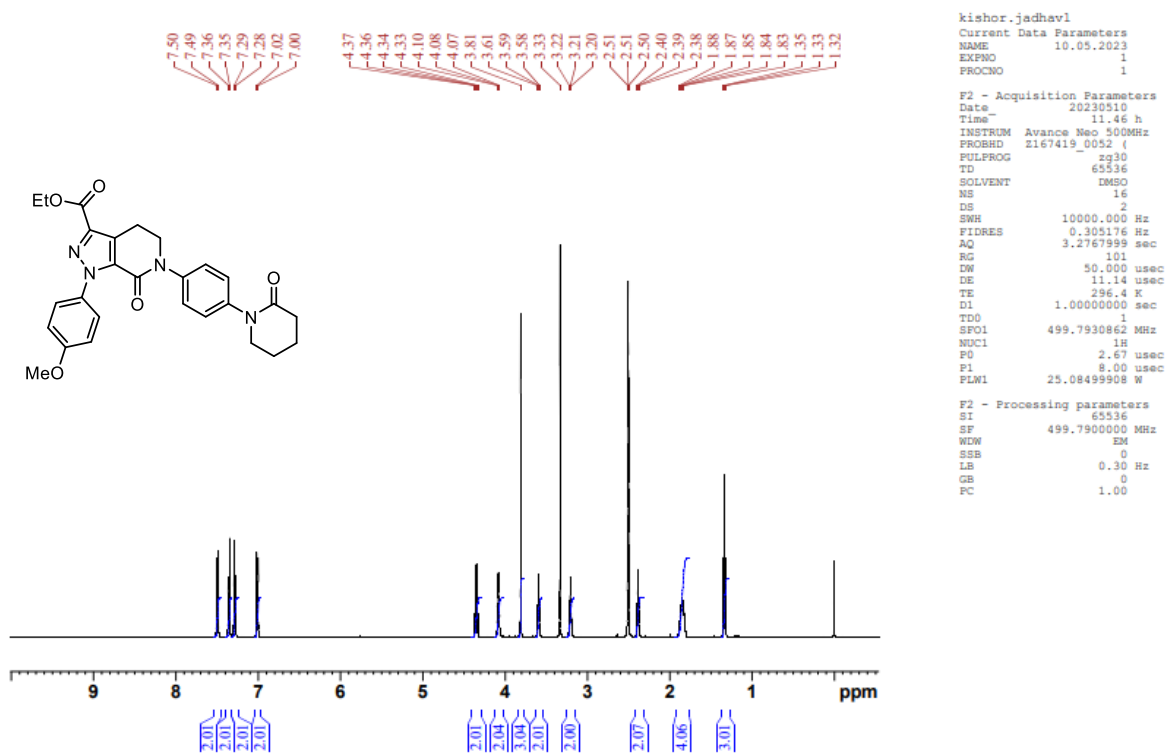 7.50 7.49 7.36 7.35 7.29 7.28 7.02 7.00 4.37 4.36 4.34 4.33 4.10 4.08 4.07 3.81 3.61 3.59 3.58 3.33 3.22 3.21 3.20 2.51 2.51 2.50 2.40 2.39 2.38 1.88 1.87 1.85 1.84 1.83 1.35 1.33 1.32
EtO
O
N
N
N
O
O
N
MeO
9 8 7 6 5 4 3 2 1 ppm
2.01 2.01 2.01 2.01 2.01 2.04 3.04 2.01 2.00 2.07 4.06 3.01
kishor.jadhav1
Current Data Parameters
NAME 10.05.2023
EXPNO 1
PROCNO 1
F2 - Acquisition Parameters
Date_ 20230510
Time 11.46 h
INSTRUM Avance Neo 500MHz
PROBHD Z167419_0052 (
PULPROG zg30
TD 65536
SOLVENT DMSO
NS 16
DS 2
SWH 10000.000 Hz
FIDRES 0.305176 Hz
AQ 3.2767999 sec
RG 101
DW 50.000 usec
DE 11.14 usec
TE 296.4 K
D1 1.00000000 sec
TD0 1
SFO1 499.7930862 MHz
NUC1 1H
P0 2.67 usec
P1 8.00 usec
PLW1 25.08499908 W
F2 - Processing parameters
SI 65536
SF 499.7900000 MHz
WDW EM
SSB 0
LB 0.30 Hz
GB 0
PC 1.00